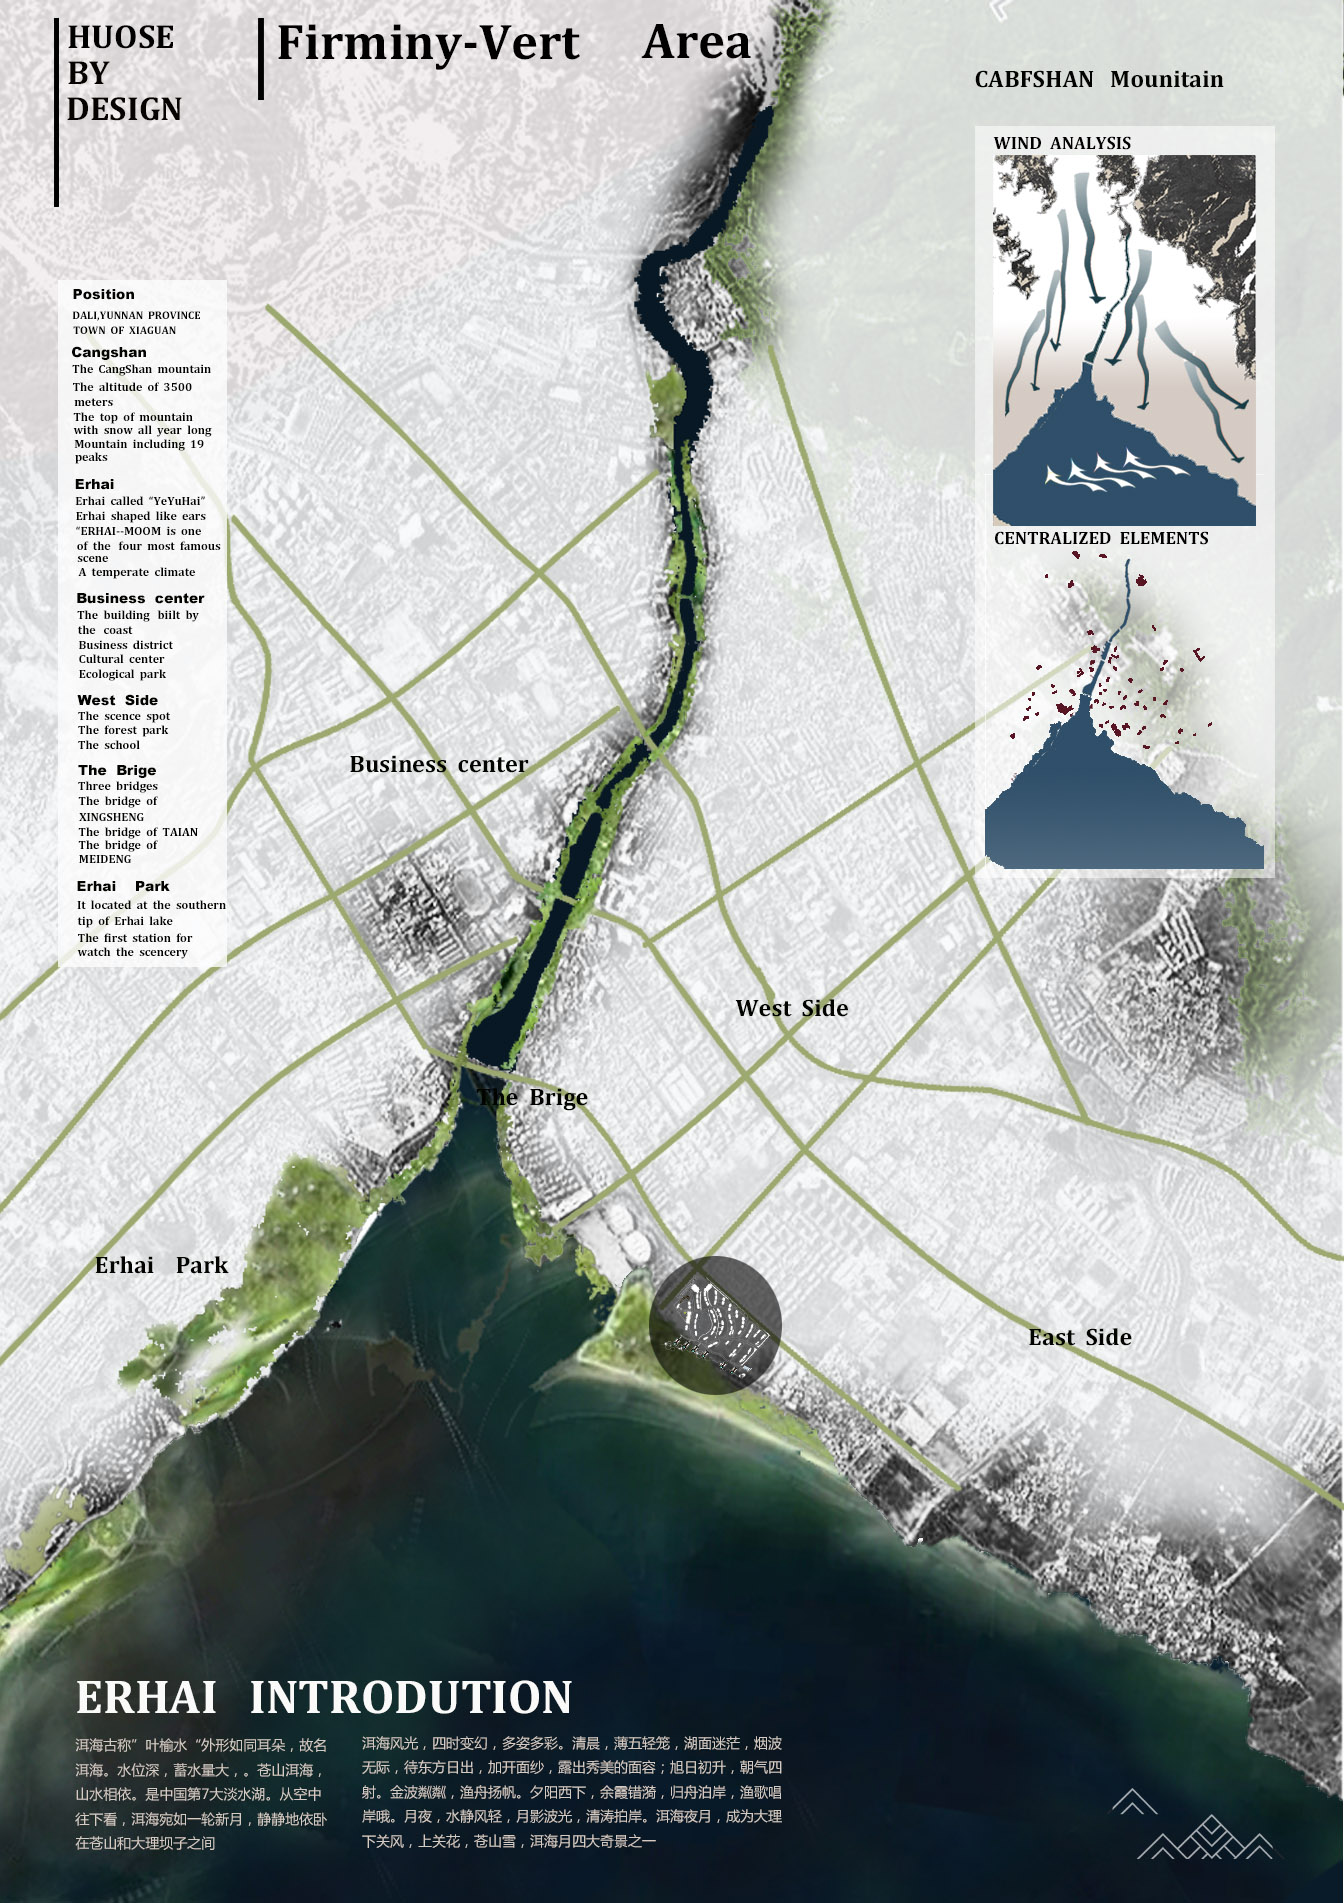 HUOSE
BY
DESIGN
Firminy-Vert Area
CABFSHAN Mounitain
WIND ANALYSIS
CENTRALIZED ELEMENTS
Position
DALI,YUNNAN PROVINCE
TOWN OF XIAGUAN
Cangshan
The CangShan mountain
The altitude of 3500
meters
The top of mountain
with snow all year long
Mountain including 19
peaks
Erhai
Erhai called “YeYuHai”
Erhai shaped like ears
“ERHAI--MOOM is one
of the four most famous
scene
A temperate climate
Business center
The building biilt by
the coast
Business district
Cultural center
Ecological park
West Side
The scence spot
The forest park
The school
The Brige
Three bridges
The bridge of
XINGSHENG
The bridge of TAIAN
The bridge of
MEIDENG
Erhai Park
It located at the southern
tip of Erhai lake
The first station for
watch the scencery
Business center
West Side
The Brige
Erhai Park
East Side
ERHAI INTRODUTION
洱海古称”叶榆水“外形如同耳朵，故名
洱海。水位深，蓄水量大，。苍山洱海，
山水相依。是中国第7大淡水湖。从空中
往下看，洱海宛如一轮新月，静静地依卧
在苍山和大理坝子之间
洱海风光，四时变幻，多姿多彩。清晨，薄五轻笼，湖面迷茫，烟波
无际，待东方日出，加开面纱，露出秀美的面容；旭日初升，朝气四
射。金波粼粼，渔舟扬帆。夕阳西下，余霞错漪，归舟泊岸，渔歌唱
岸哦。月夜，水静风轻，月影波光，清涛拍岸。洱海夜月，成为大理
下关风，上关花，苍山雪，洱海月四大奇景之一